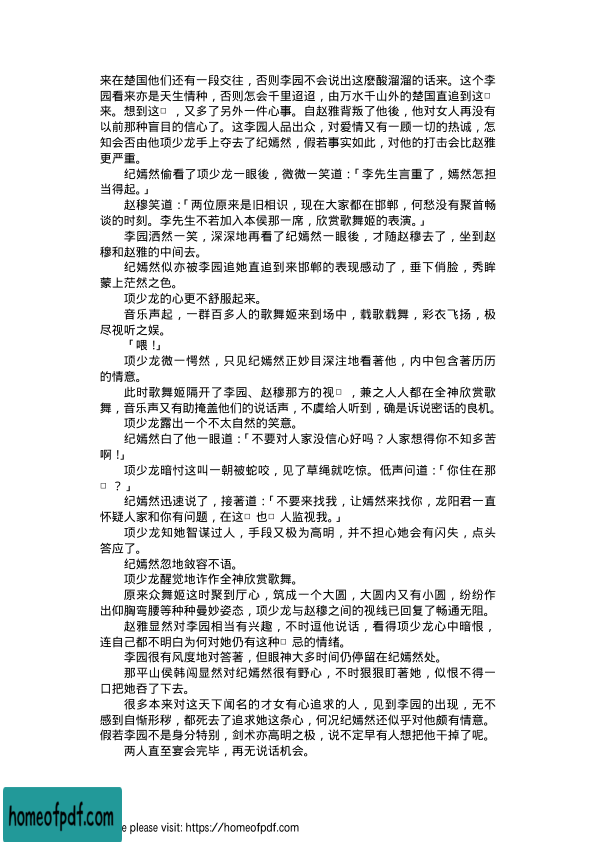 来在楚国他们还有一段交往，否则李园不会说出这麽酸溜溜的话来。这个李
园看来亦是天生情种，否则怎会千里迢迢，由万水千山外的楚国直追到这□
来。想到这□，又多了另外一件心事。自赵雅背叛了他後，他对女人再没有
以前那种盲目的信心了。这李园人品出众，对爱情又有一顾一切的热诚，怎
知会否由他项少龙手上夺去了纪嫣然，假若事实如此，对他的打击会比赵雅
更严重。
纪嫣然偷看了项少龙一眼後，微微一笑道：「李先生言重了，嫣然怎担
当得起。」
赵穆笑道：「两位原来是旧相识，现在大家都在邯郸，何愁没有聚首畅
谈的时刻。李先生不若加入本侯那一席，欣赏歌舞姬的表演。」
李园洒然一笑，深深地再看了纪嫣然一眼後，才随赵穆去了，坐到赵
穆和赵雅的中间去。
纪嫣然似亦被李园追她直追到来邯郸的表现感动了，垂下俏脸，秀眸
蒙上茫然之色。
项少龙的心更不舒服起来。
音乐声起，一群百多人的歌舞姬来到场中，载歌载舞，彩衣飞扬，极
尽视听之娱。
「喂！」
项少龙微一愕然，只见纪嫣然正妙目深注地看著他，内中包含著历历
的情意。
此时歌舞姬隔开了李园、赵穆那方的视□，兼之人人都在全神欣赏歌
舞，音乐声又有助掩盖他们的说话声，不虞给人听到，确是诉说密话的良机。
项少龙露出一个不太自然的笑意。
纪嫣然白了他一眼道：「不要对人家没信心好吗？人家想得你不知多苦
啊！」
项少龙暗忖这叫一朝被蛇咬，见了草绳就吃惊。低声问道：「你住在那
□？」
纪嫣然迅速说了，接著道：「不要来找我，让嫣然来找你，龙阳君一直
怀疑人家和你有问题，在这□也□人监视我。」
项少龙知她智谋过人，手段又极为高明，并不担心她会有闪失，点头
答应了。
纪嫣然忽地敛容不语。
项少龙醒觉地诈作全神欣赏歌舞。
原来众舞姬这时聚到厅心，筑成一个大圆，大圆内又有小圆，纷纷作
出仰胸弯腰等种种曼妙姿态，项少龙与赵穆之间的视线已回复了畅通无阻。
赵雅显然对李园相当有兴趣，不时逗他说话，看得项少龙心中暗恨，
连自己都不明白为何对她仍有这种□忌的情绪。
李园很有风度地对答著，但眼神大多时间仍停留在纪嫣然处。
那平山侯韩闯显然对纪嫣然很有野心，不时狠狠盯著她，似恨不得一
口把她吞了下去。
很多本来对这天下闻名的才女有心追求的人，见到李园的出现，无不
感到自惭形秽，都死去了追求她这条心，何况纪嫣然还似乎对他颇有情意。
假若李园不是身分特别，剑术亦高明之极，说不定早有人想把他干掉了呢。
两人直至宴会完毕，再无说话机会。
homeofpdf.com
e please visit: https://homeofpdf.com